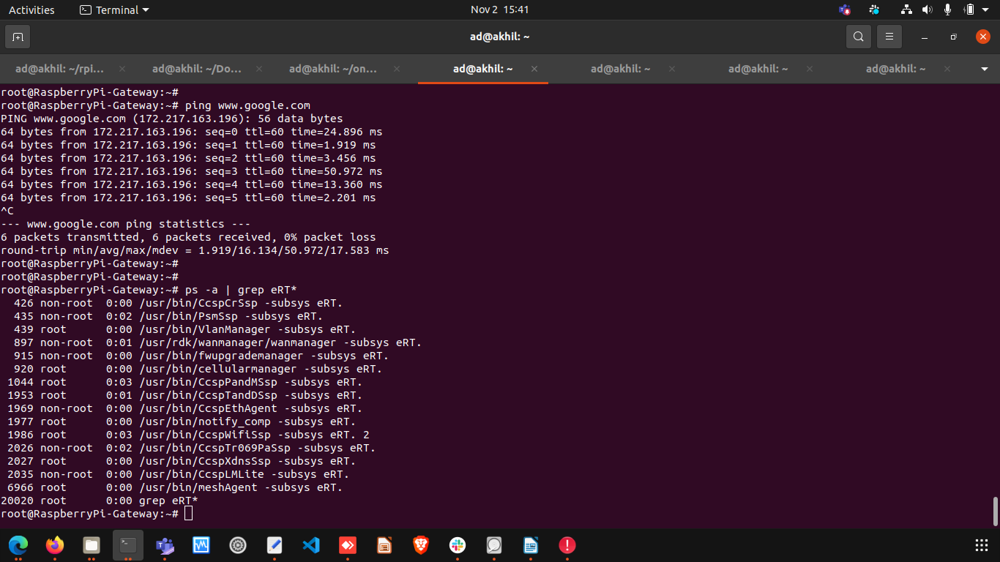 Activities Terminal Nov 2 15:41
ad@akhil: ~
ad@akhil: ~/rpi... ad@akhil: ~/Do... ad@akhil: ~/on... ad@akhil: ~ ad@akhil: ~ ad@akhil: ~ ad@akhil: ~
root@RaspberryPi-Gateway:~#
root@RaspberryPi-Gateway:~# ping www.google.com
PING www.google.com (172.217.163.196): 56 data bytes
64 bytes from 172.217.163.196: seq=0 ttl=60 time=24.896 ms
64 bytes from 172.217.163.196: seq=1 ttl=60 time=1.919 ms
64 bytes from 172.217.163.196: seq=2 ttl=60 time=3.456 ms
64 bytes from 172.217.163.196: seq=3 ttl=60 time=50.972 ms
64 bytes from 172.217.163.196: seq=4 ttl=60 time=13.360 ms
64 bytes from 172.217.163.196: seq=5 ttl=60 time=2.201 ms
^C
--- www.google.com ping statistics ---
6 packets transmitted, 6 packets received, 0% packet loss
round-trip min/avg/max/mdev = 1.919/16.134/50.972/17.583 ms
root@RaspberryPi-Gateway:~#
root@RaspberryPi-Gateway:~#
root@RaspberryPi-Gateway:~# ps -a | grep eRT*
426 non-root 0:00 /usr/bin/CcspCrSsp -subsys eRT.
435 non-root 0:02 /usr/bin/PsmSsp -subsys eRT.
439 root 0:00 /usr/bin/VlanManager -subsys eRT.
897 non-root 0:01 /usr/rdk/wanmanager/wanmanager -subsys eRT.
915 non-root 0:00 /usr/bin/fwupgrademanager -subsys eRT.
920 root 0:00 /usr/bin/cellularmanager -subsys eRT.
1044 root 0:03 /usr/bin/CcspPandMSsp -subsys eRT.
1953 root 0:01 /usr/bin/CcspTandDSsp -subsys eRT.
1969 non-root 0:00 /usr/bin/CcspEthAgent -subsys eRT.
1977 root 0:00 /usr/bin/notify_comp -subsys eRT.
1986 root 0:03 /usr/bin/CcspWifiSsp -subsys eRT. 2
2026 non-root 0:02 /usr/bin/CcspTr069PaSsp -subsys eRT.
2027 root 0:00 /usr/bin/CcspXdnsSsp -subsys eRT.
2035 non-root 0:00 /usr/bin/CcspLMLite -subsys eRT.
6966 root 0:00 /usr/bin/meshAgent -subsys eRT.
20020 root 0:00 grep eRT*
root@RaspberryPi-Gateway:~#